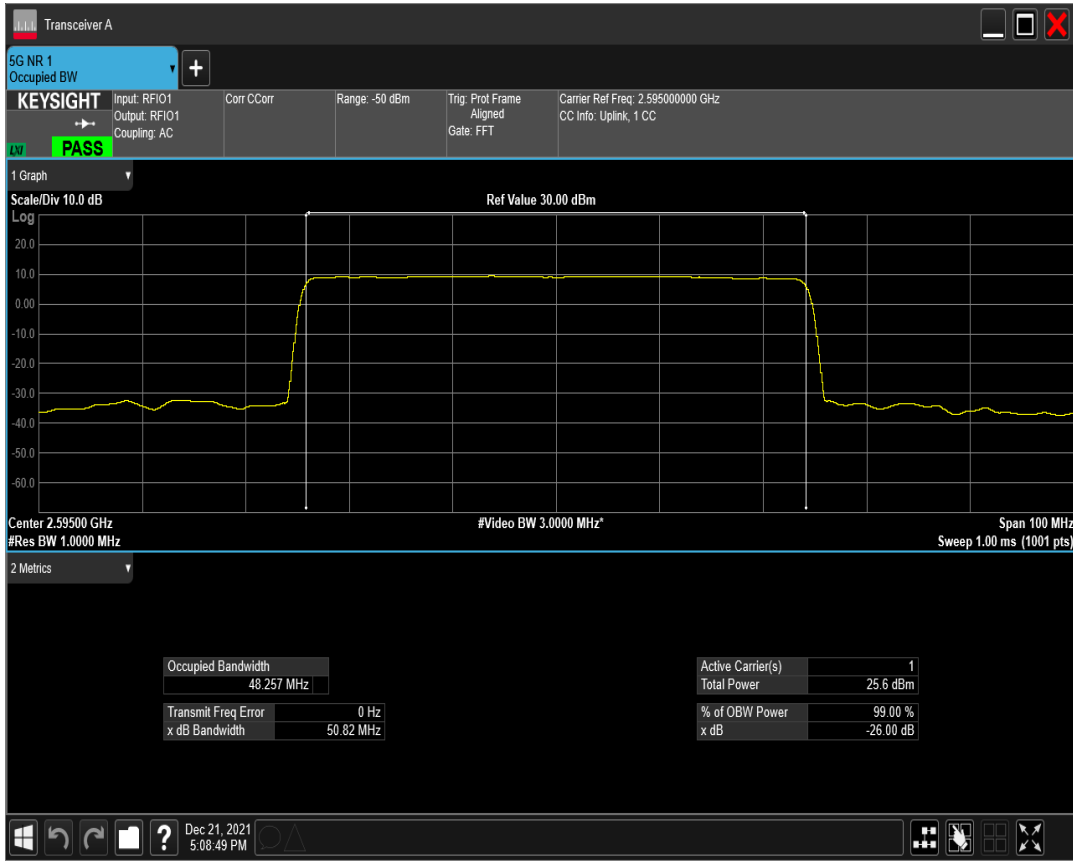 Transceiver A
5G NR 1
Occupied BW
KEYSIGHT
LXI
PASS
Input: RFIO1
Output: RFIO1
Coupling: AC
Corr CCorr
Range: -50 dBm
Trig: Prot Frame
Aligned
Gate: FFT
Carrier Ref Freq: 2.595000000 GHz
CC Info: Uplink, 1 CC
1 Graph
Scale/Div 10.0 dB
Ref Value 30.00 dBm
Log
20.0
10.0
0.00
-10.0
-20.0
-30.0
-40.0
-50.0
-60.0
Center 2.59500 GHz
#Video BW 3.0000 MHz*
Span 100 MHz
#Res BW 1.0000 MHz
Sweep 1.00 ms (1001 pts)
2 Metrics
Occupied Bandwidth
48.257 MHz
Transmit Freq Error 0 Hz
x dB Bandwidth 50.82 MHz
Active Carrier(s) 1
Total Power 25.6 dBm
% of OBW Power 99.00 %
x dB -26.00 dB
?
Dec 21, 2021
5:08:49 PM